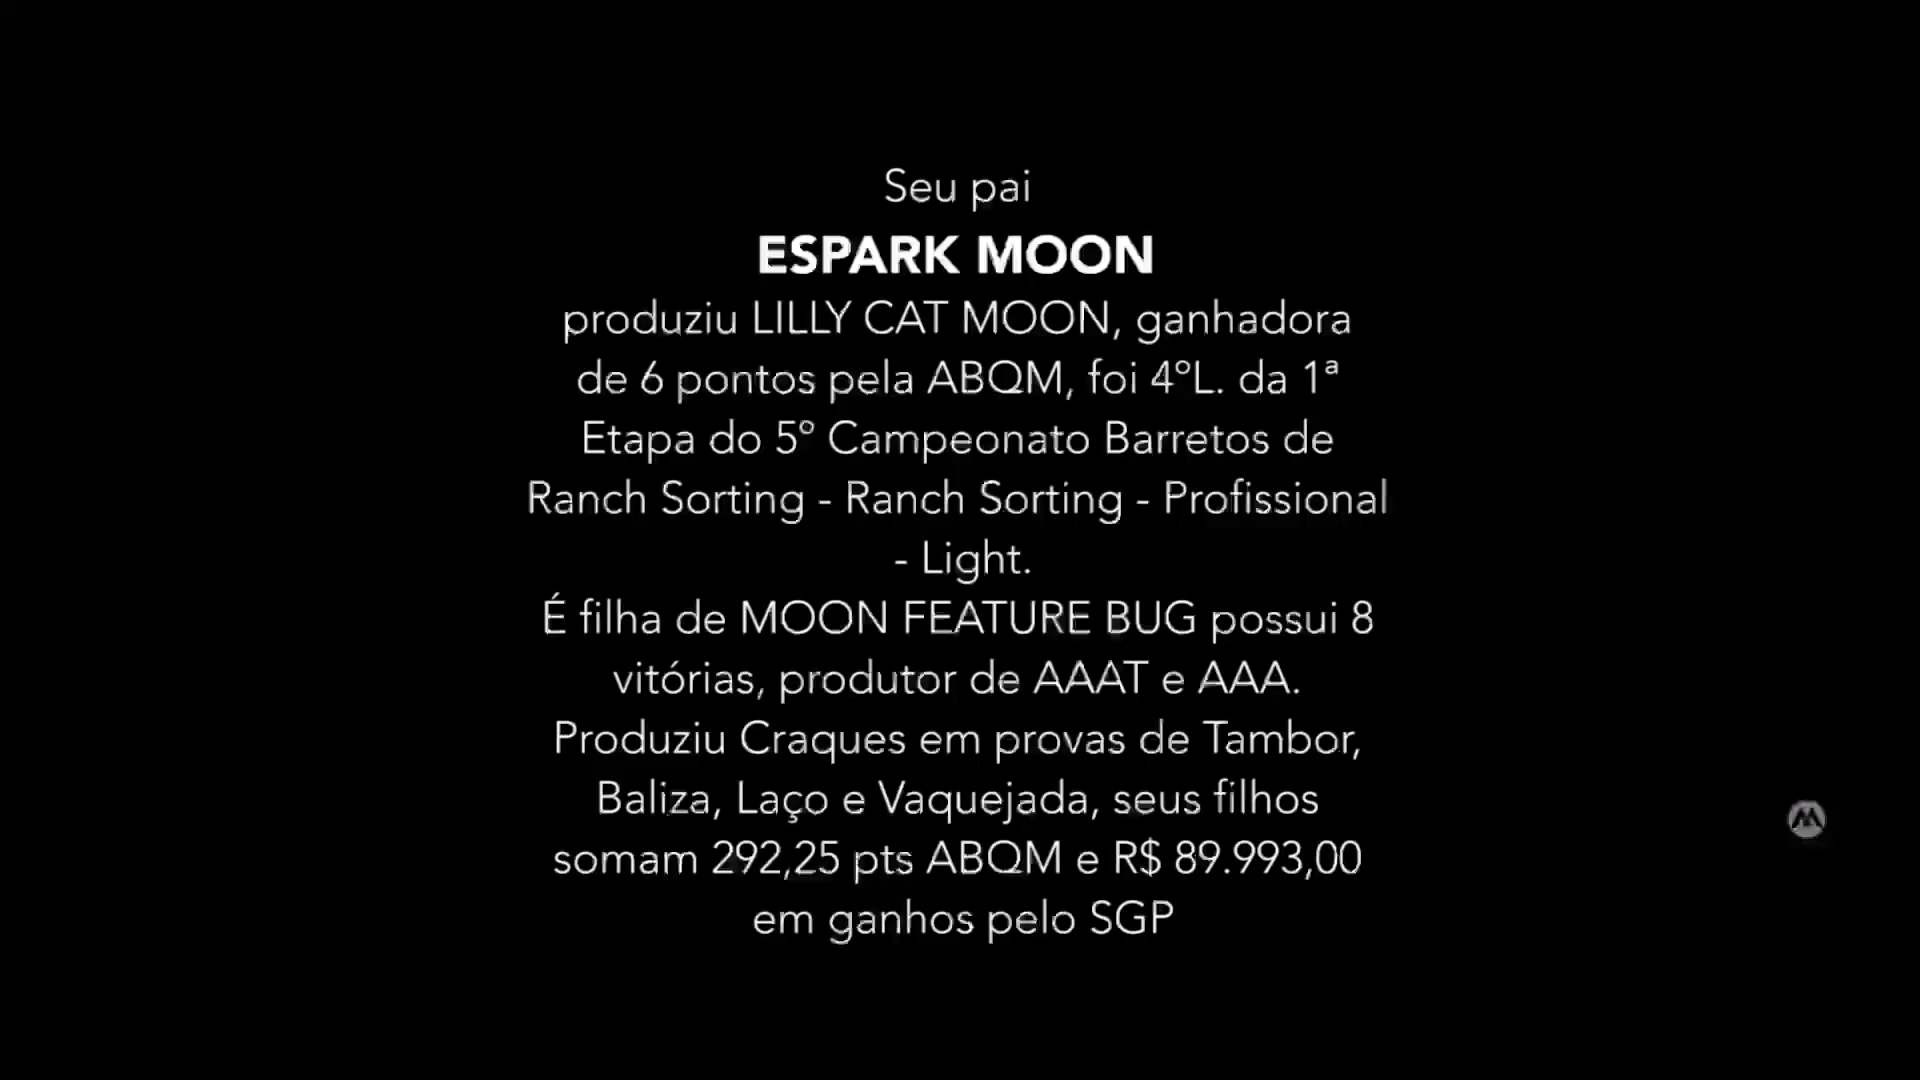 Seu pai
ESPARK MOON
produziu LILLY CAT MOON, ganhadora
de 6 pontos pela ABQM, foi 4ºL. da 1ª
Etapa do 5º Campeonato Barretos de
Ranch Sorting - Ranch Sorting - Profissional
- Light.
É filha de MOON FEATURE BUG possui 8
vitórias, produtor de AAAT e AAA.
Produziu Craques em provas de Tambor,
Baliza, Laço e Vaquejada, seus filhos
somam 292,25 pts ABQM e R$ 89.993,00
em ganhos pelo SGP